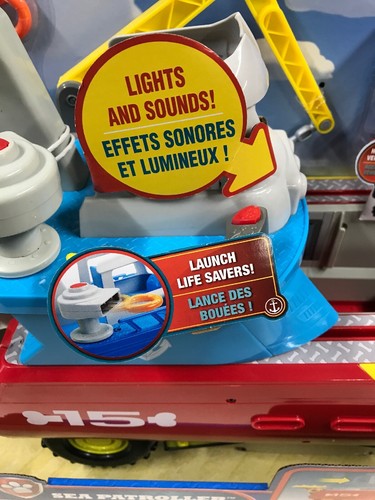 LIGHTS
AND SOUNDS!
EFFETS SONORES
ET LUMINEUX !
LAUNCH
LIFE SAVERS!
LANCE DES
BOUÉES !
15
SEA PATROLLER